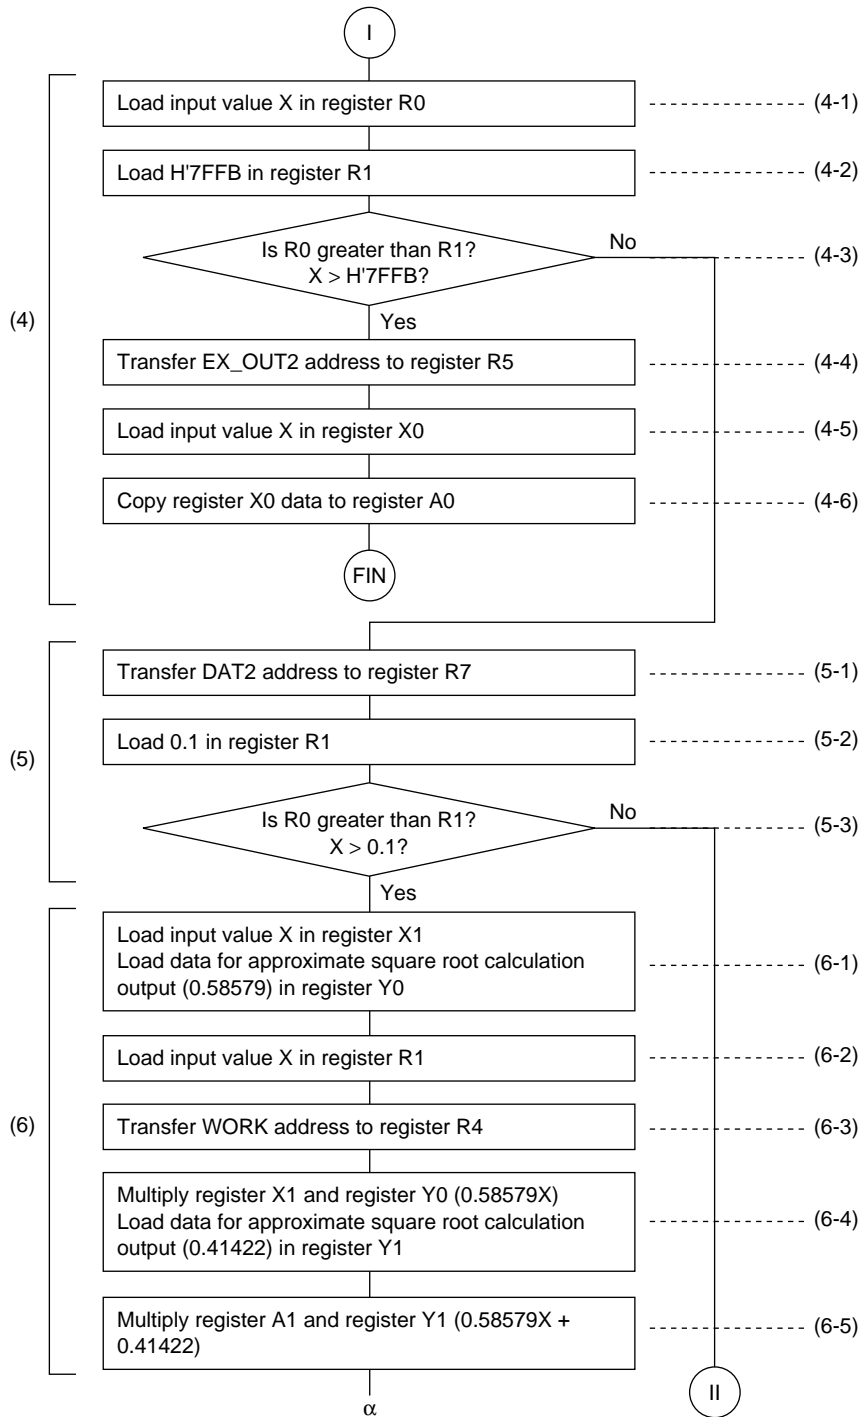 I
Load input value X in register R0
(4-1)
Load H'7FFB in register R1
(4-2)
Is R0 greater than R1?
X > H'7FFB?
No
(4-3)
(4)
Yes
Transfer EX_OUT2 address to register R5
(4-4)
Load input value X in register X0
(4-5)
Copy register X0 data to register A0
(4-6)
FIN
Transfer DAT2 address to register R7
(5-1)
Load 0.1 in register R1
(5-2)
(5)
Is R0 greater than R1?
X > 0.1?
No
(5-3)
Yes
Load input value X in register X1
Load data for approximate square root calculation
output (0.58579) in register Y0
(6-1)
Load input value X in register R1
(6-2)
(6)
Transfer WORK address to register R4
(6-3)
Multiply register X1 and register Y0 (0.58579X)
Load data for approximate square root calculation
output (0.41422) in register Y1
(6-4)
Multiply register A1 and register Y1 (0.58579X +
0.41422)
(6-5)
α
II